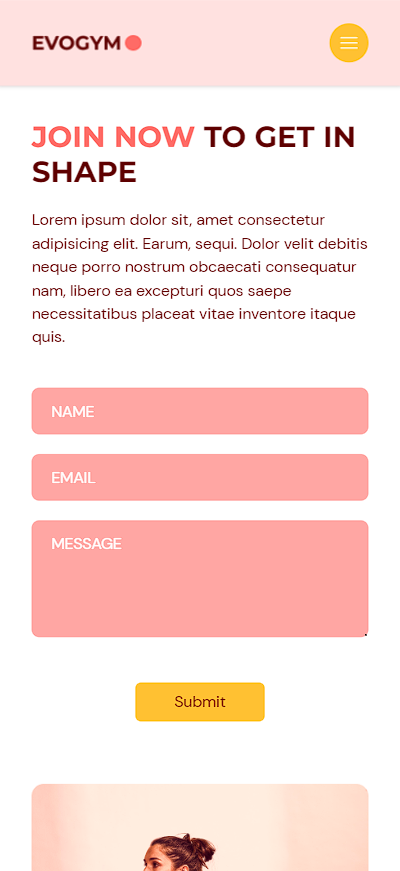 EVOGYM
JOIN NOW TO GET IN
SHAPE
Lorem ipsum dolor sit, amet consectetur
adipisicing elit. Earum, sequi. Dolor velit debitis
neque porro nostrum obcaecati consequatur
nam, libero ea excepturi quos saepe
necessitatibus placeat vitae inventore itaque
quis.
NAME
EMAIL
MESSAGE
Submit